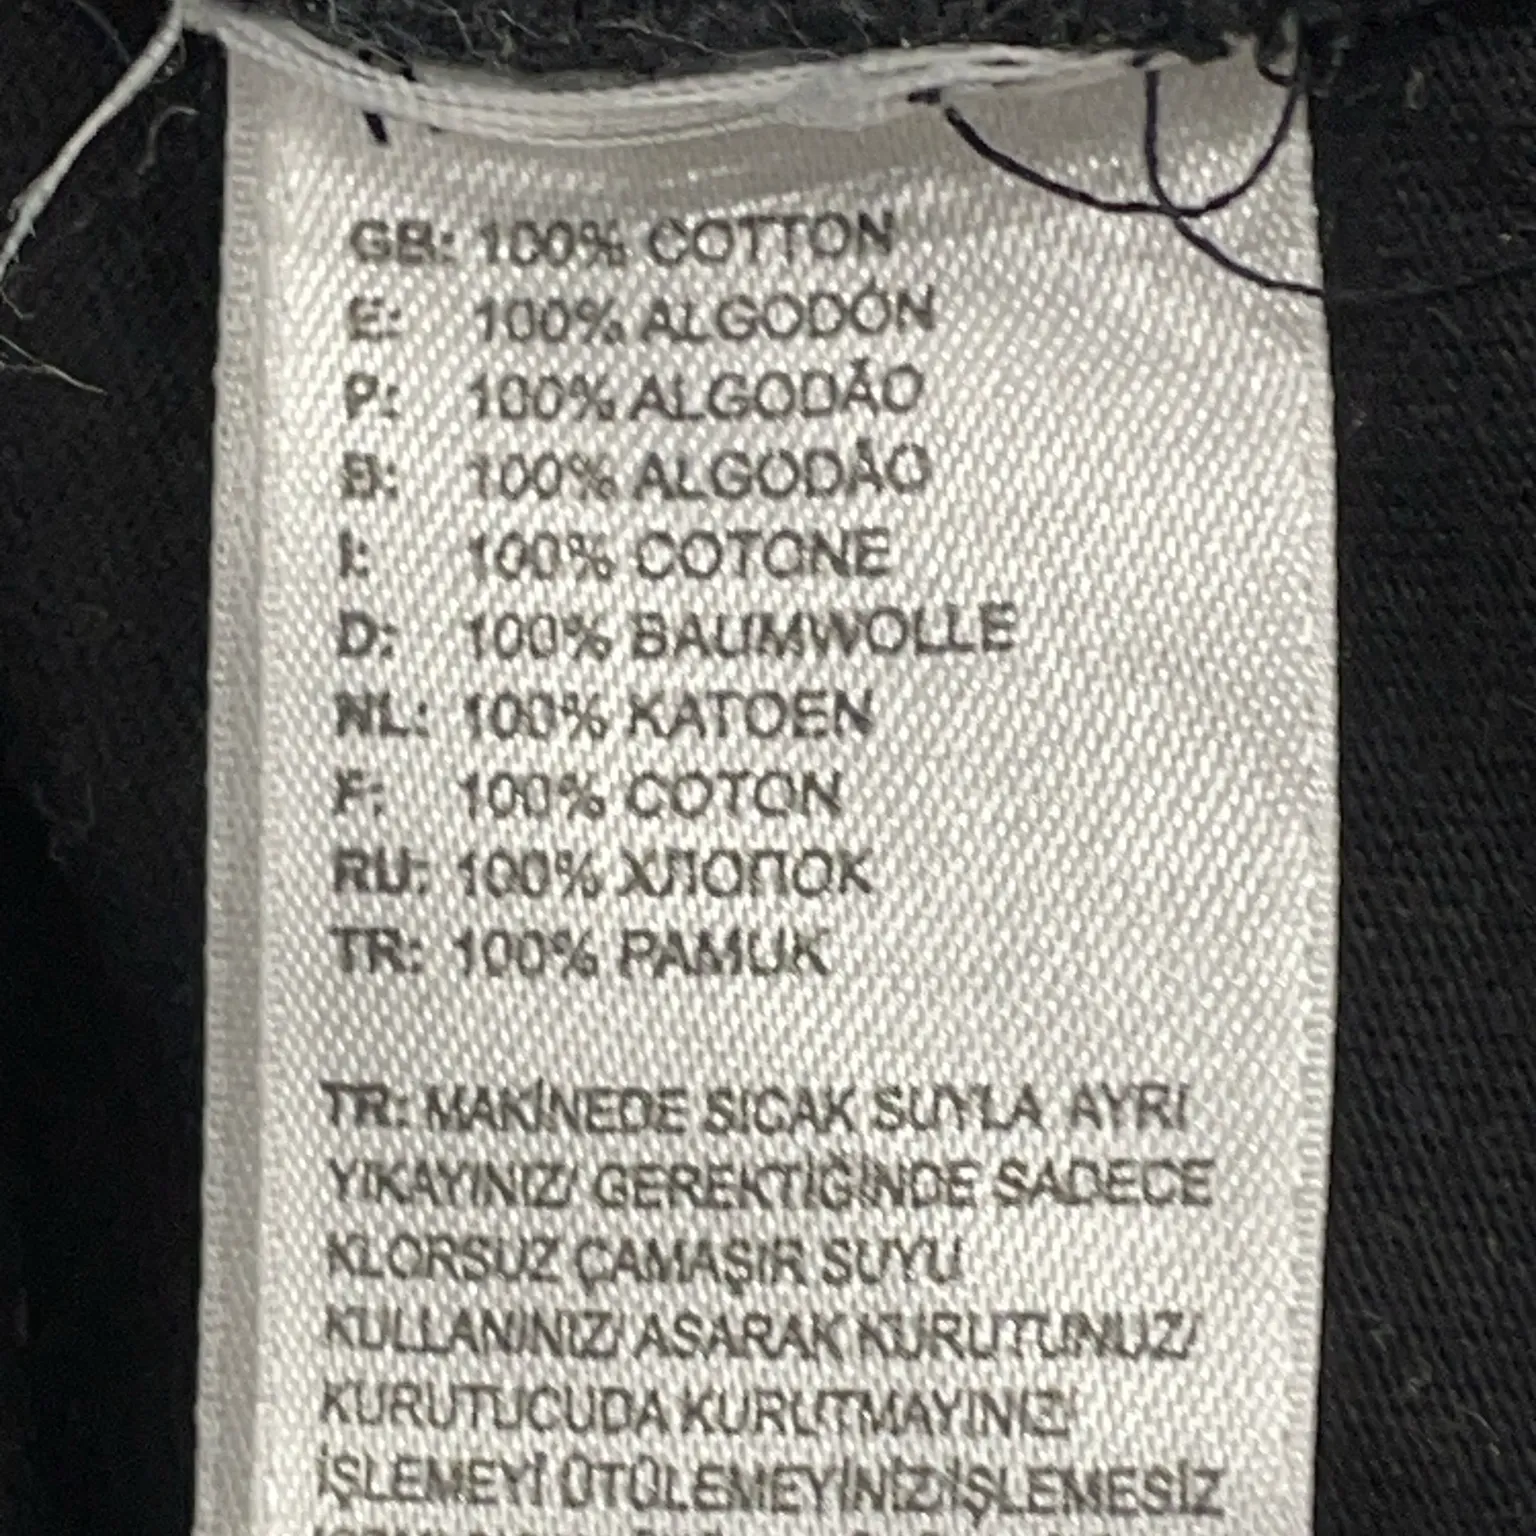 GB: 100% COTTON
E: 100% ALGODÓN
P: 100% ALGODÃO
B: 100% ALGODÃO
I: 100% COTONE
D: 100% BAUMWOLLE
NL: 100% KATOEN
F: 100% COTON
RU: 100% ХЛОПОК
TR: 100% PAMUK
TR: MAKİNEDE SICAK SUYLA AYRI
YIKAYINIZ/ GEREKTİĞİNDE SADECE
KLORSUZ ÇAMAŞIR SUYU
KULLANINIZ/ ASARAK KURUTUNUZ/
KURUTUCUDA KURUTMAYINIZ/
İŞLEMEYİ ÜTÜLEMEYİNİZ/İŞLEMESİZ